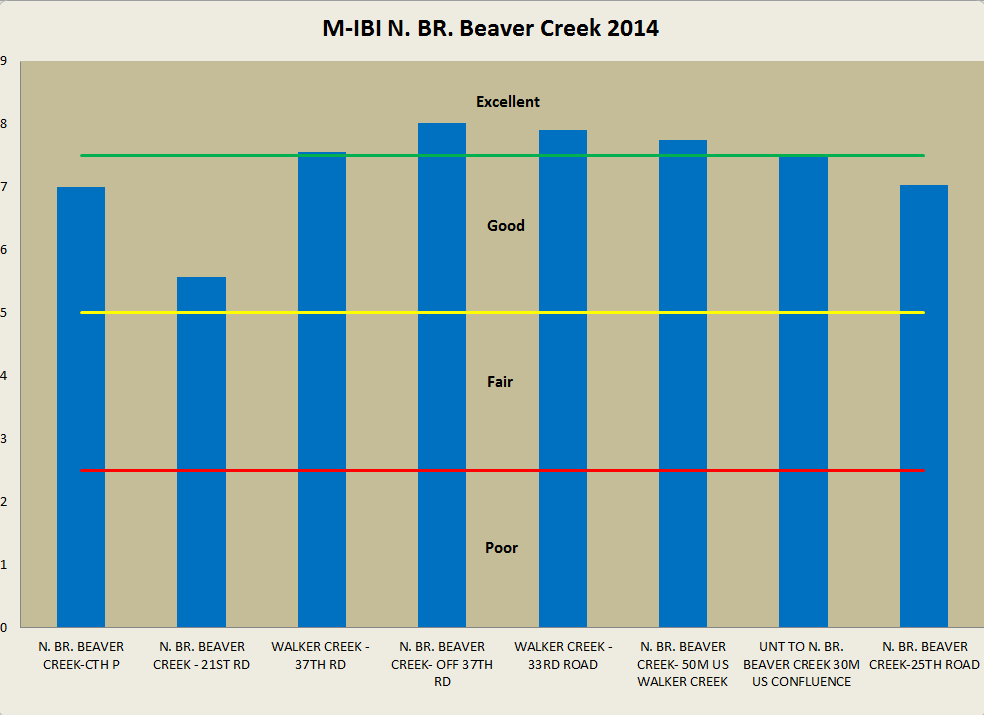 M-IBI N. BR. Beaver Creek 2014
9
Excellent
8
7
Good
6
5
Fair
4
3
2
Poor
1
0
N. BR. BEAVER
CREEK-CTH P
N. BR. BEAVER
CREEK - 21ST RD
WALKER CREEK -
37TH RD
N. BR. BEAVER
CREEK- OFF 37TH
RD
WALKER CREEK -
33RD ROAD
N. BR. BEAVER
CREEK- 50M US
WALKER CREEK
UNT TO N. BR.
BEAVER CREEK 30M
US CONFLUENCE
N. BR. BEAVER
CREEK-25TH ROAD